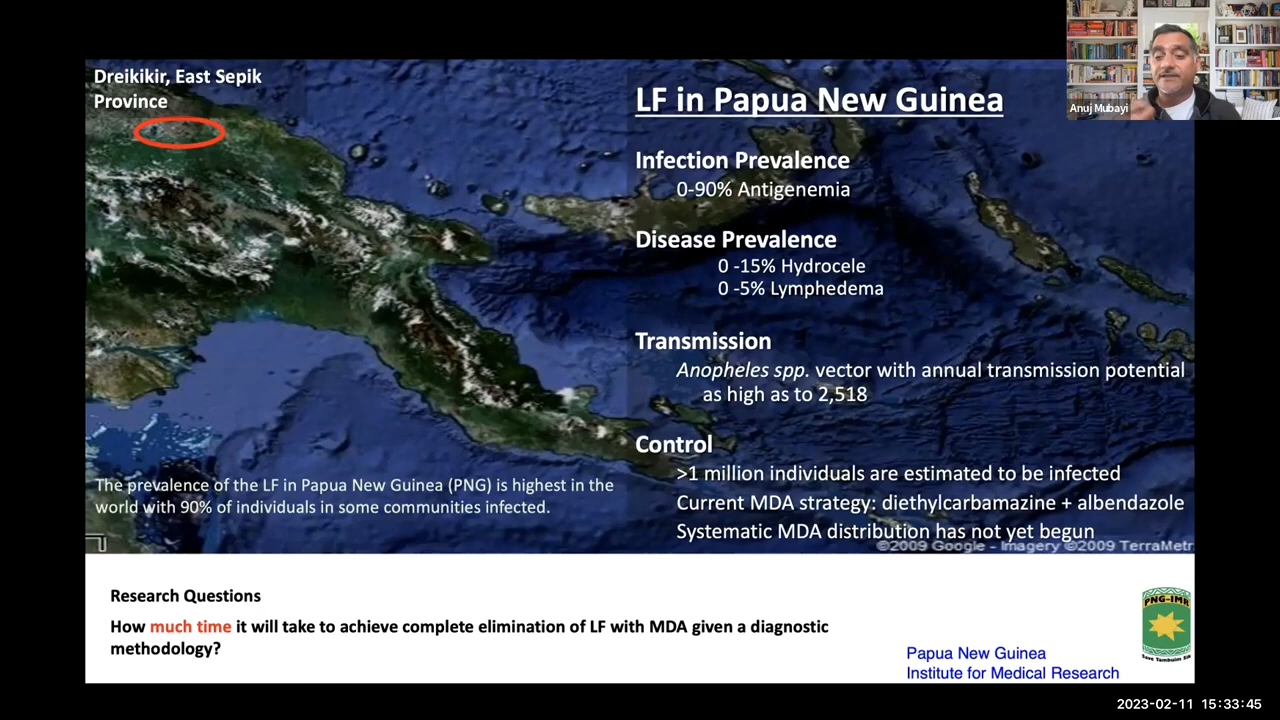 Dreikikir, East Sepik
Province
LF in Papua New Guinea
Anuj Mubayi
Infection Prevalence
0-90% Antigenemia
Disease Prevalence
0 -15% Hydrocele
0 -5% Lymphedema
Transmission
Anopheles spp. vector with annual transmission potential
as high as to 2,518
Control
>1 million individuals are estimated to be infected
Current MDA strategy: diethylcarbamazine + albendazole
Systematic MDA distribution has not yet begun
The prevalence of the LF in Papua New Guinea (PNG) is highest in the
world with 90% of individuals in some communities infected.
©2009 Google - Imagery ©2009 TerraMetr
Research Questions
How much time it will take to achieve complete elimination of LF with MDA given a diagnostic
methodology?
PNG-IMR
Papua New Guinea
Institute for Medical Research
2023-02-11 15:33:45